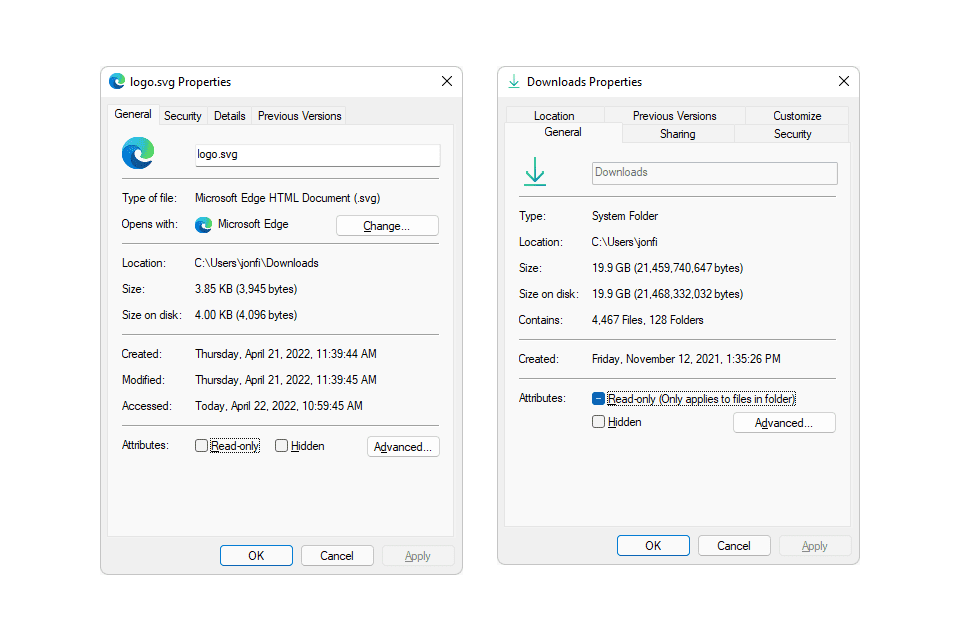 logo.svg Properties
General Security Details Previous Versions
logo.svg
Type of file: Microsoft Edge HTML Document (.svg)
Opens with: Microsoft Edge Change...
Location: C:\Users\jonfi\Downloads
Size: 3.85 KB (3,945 bytes)
Size on disk: 4.00 KB (4,096 bytes)
Created: Thursday, April 21, 2022, 11:39:44 AM
Modified: Thursday, April 21, 2022, 11:39:45 AM
Accessed: Today, April 22, 2022, 10:59:45 AM
Attributes: Read-only Hidden Advanced...
OK Cancel Apply
Downloads Properties
Location Previous Versions Customize
General Sharing Security
Downloads
Type: System Folder
Location: C:\Users\jonfi
Size: 19.9 GB (21,459,740,647 bytes)
Size on disk: 19.9 GB (21,468,332,032 bytes)
Contains: 4,467 Files, 128 Folders
Created: Friday, November 12, 2021, 1:35:26 PM
Attributes: Read-only (Only applies to files in folder)
Hidden Advanced...
OK Cancel Apply